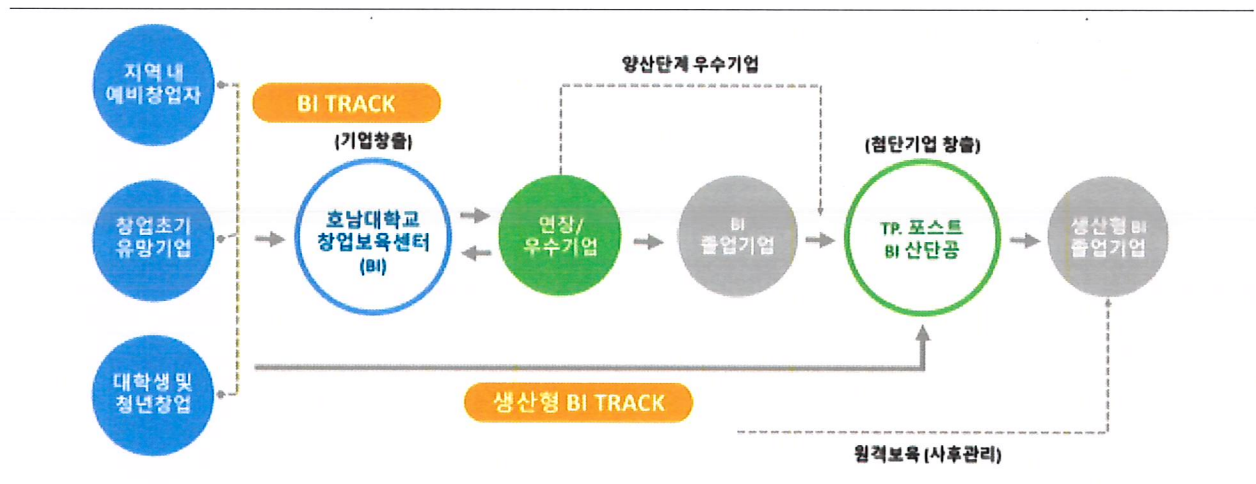 지역 내
예비창업자
창업초기
유망기업
대학생 및
청년창업
BI TRACK
(기업창출)
호남대학교
창업보육센터
(BI)
양산단계 우수기업
연장/
우수기업
BI
졸업기업
(첨단기업 창출)
TP. 포스트
BI 산단공
생산형 BI
졸업기업
생산형 BI TRACK
원격보육 (사후관리)